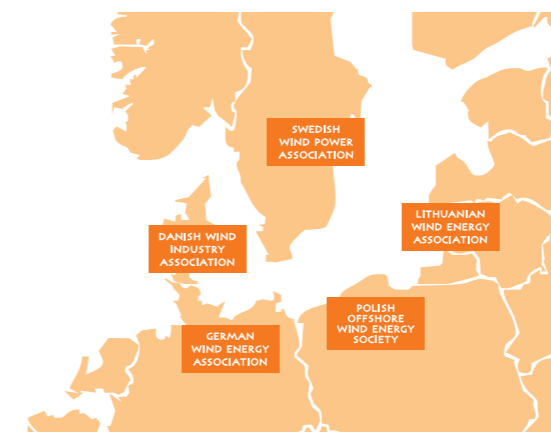 SWEDISH
WIND POWER
ASSOCIATION
LITHUANIAN
WIND ENERGY
ASSOCIATION
DANISH WIND
INDUSTRY
ASSOCIATION
POLISH
OFFSHORE
WIND ENERGY
SOCIETY
GERMAN
WIND ENERGY
ASSOCIATION